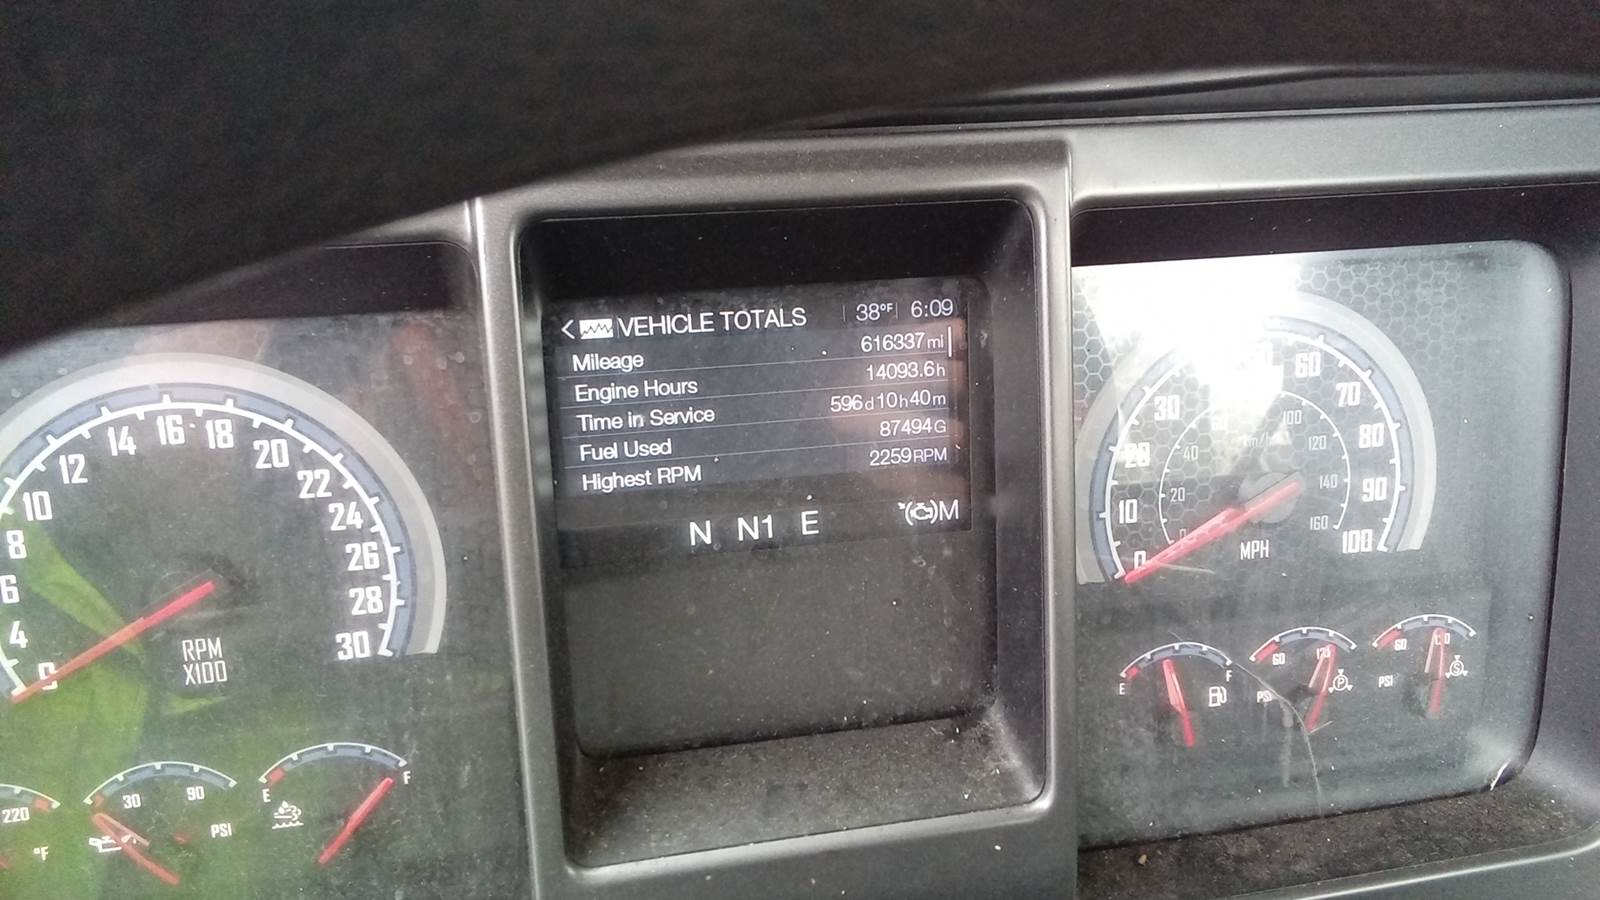 < VEHICLE TOTALS 38°F 6:09
Mileage 616337 mi
Engine Hours 14093.6h
Time in Service 596d10h40m
Fuel Used 87494G
Highest RPM 2259RPM
N N1 E M
0 4 6 8 10 12 14 16 18 20 22 24 26 28 30
RPM
X100
220
°F
30 90
PSI
E F
0 10 20 30 60 70 80 90 100
20 40 100 120 140 160
km/h
MPH
E F
60 120
PSI
P
60
PSI
S